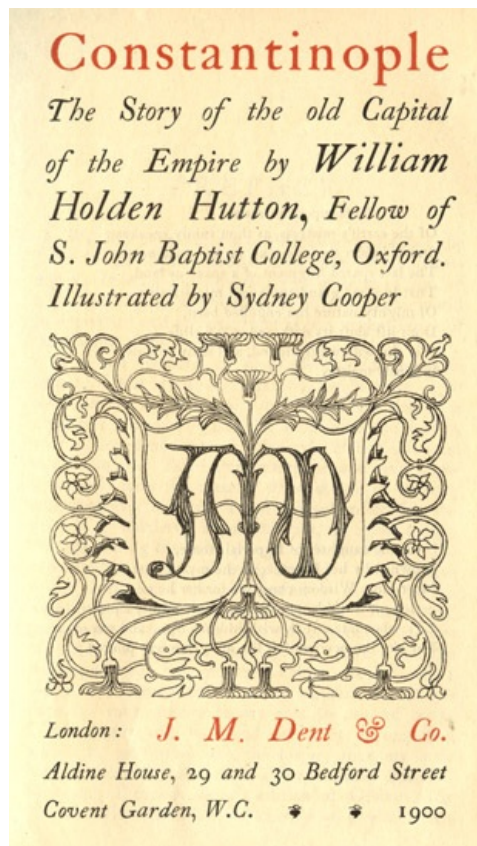 Constantinople
The Story of the old Capital
of the Empire by William
Holden Hutton, Fellow of
S. John Baptist College, Oxford.
Illustrated by Sydney Cooper
JMD
London: J. M. Dent & Co.
Aldine House, 29 and 30 Bedford Street
Covent Garden, W.C. ❦ ❦ 1900